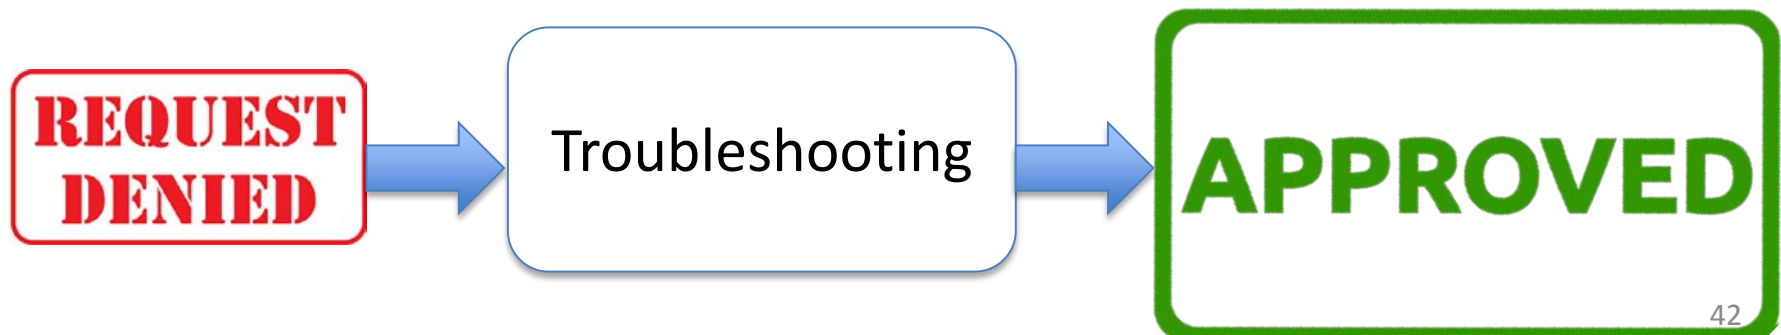 REQUEST
DENIED
Troubleshooting
APPROVED
42